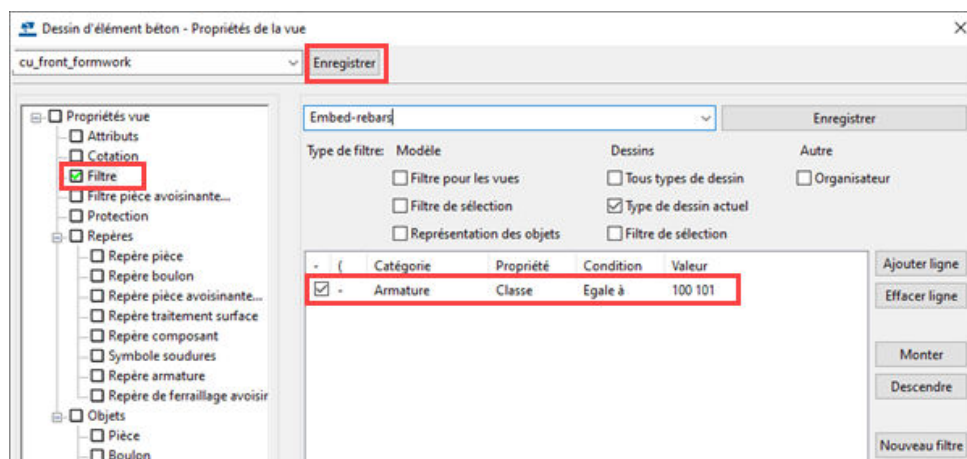 Dessin d'élément béton - Propriétés de la vue
cu_front_formwork
Enregistrer
Propriétés vue
Attributs
Cotation
Filtre
Filtre pièce avoisinante...
Protection
Repères
Repère pièce
Repère boulon
Repère pièce avoisinante...
Repère traitement surface
Repère composant
Symbole soudures
Repère armature
Repère de ferraillage avoisir
Objets
Pièce
Boulon
Embed-rebars
Enregistrer
Type de filtre: Modèle Dessins Autre
Filtre pour les vues Tous types de dessin Organisateur
Filtre de sélection Type de dessin actuel
Représentation des objets Filtre de sélection
- ( Catégorie Propriété Condition Valeur
- Armature Classe Egale à 100 101
Ajouter ligne
Effacer ligne
Monter
Descendre
Nouveau filtre